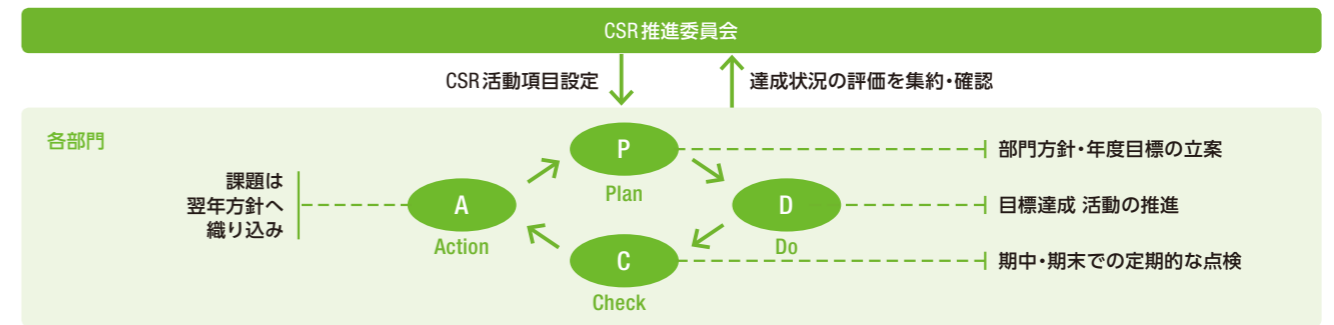 CSR推進委員会
CSR活動項目設定
達成状況の評価を集約・確認
各部門
P
Plan
部門方針・年度目標の立案
課題は
翌年方針へ
織り込み
A
Action
D
Do
目標達成 活動の推進
C
Check
期中・期末での定期的な点検